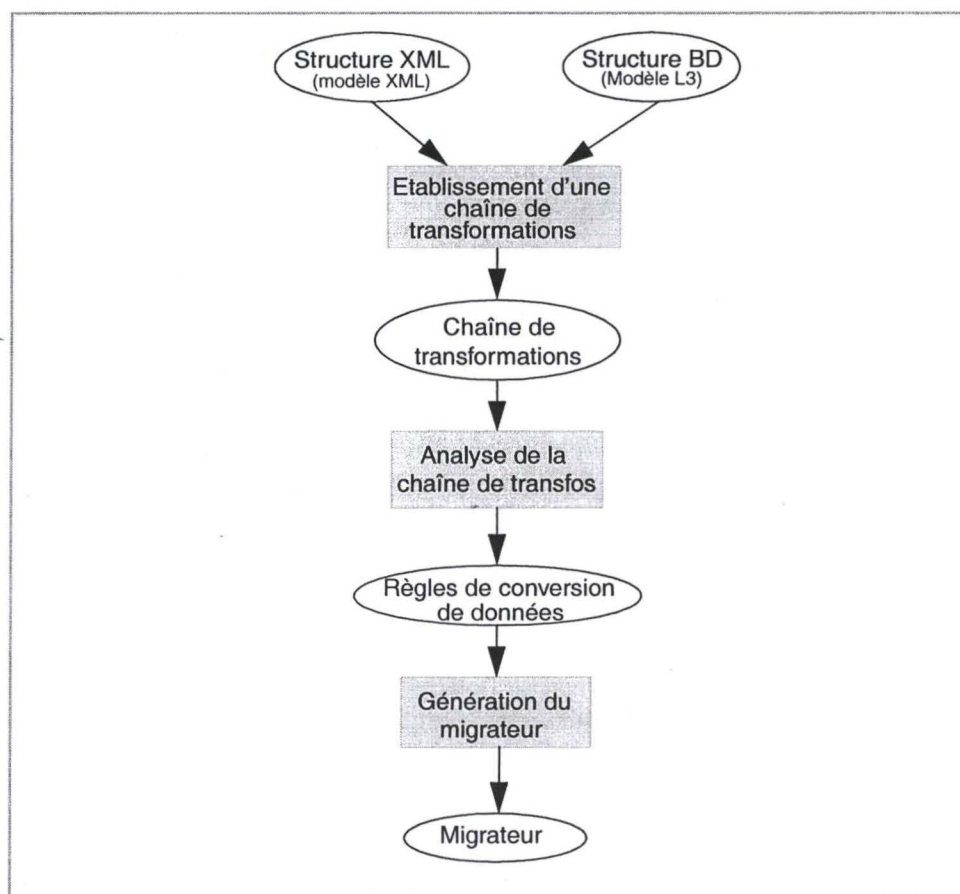 Structure XML
(modèle XML)
Structure BD
(Modèle L3)
Etablissement d'une
chaîne de
transformations
Chaîne de
transformations
Analyse de la
chaîne de transfos
Règles de conversion
de données
Génération du
migrateur
Migrateur